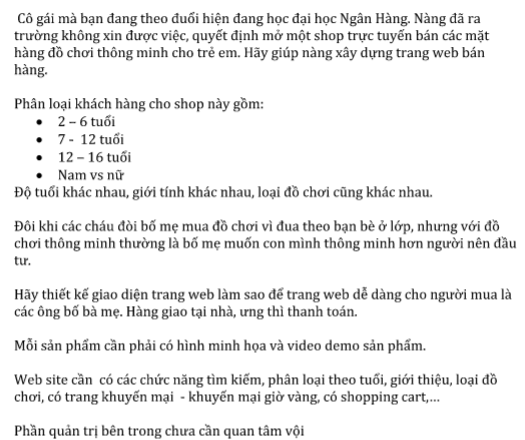 Cô gái mà bạn đang theo đuổi hiện đang học đại học Ngân Hàng. Nàng đã ra
trường không xin được việc, quyết định mở một shop trực tuyến bán các mặt
hàng đồ chơi thông minh cho trẻ em. Hãy giúp nàng xây dựng trang web bán
hàng.
Phân loại khách hàng cho shop này gồm:
• 2 – 6 tuổi
• 7 - 12 tuổi
• 12 – 16 tuổi
• Nam vs nữ
Độ tuổi khác nhau, giới tính khác nhau, loại đồ chơi cũng khác nhau.
Đôi khi các cháu đòi bố mẹ mua đồ chơi vì đua theo bạn bè ở lớp, nhưng với đồ
chơi thông minh thường là bố mẹ muốn con mình thông minh hơn người nên đầu
tư.
Hãy thiết kế giao diện trang web làm sao để trang web dễ dàng cho người mua là
các ông bố bà mẹ. Hàng giao tại nhà, ưng thì thanh toán.
Mỗi sản phẩm cần phải có hình minh họa và video demo sản phẩm.
Web site cần có các chức năng tìm kiếm, phân loại theo tuổi, giới thiệu, loại đồ
chơi, có trang khuyến mại - khuyến mại giờ vàng, có shopping cart,...
Phần quản trị bên trong chưa cần quan tâm vội